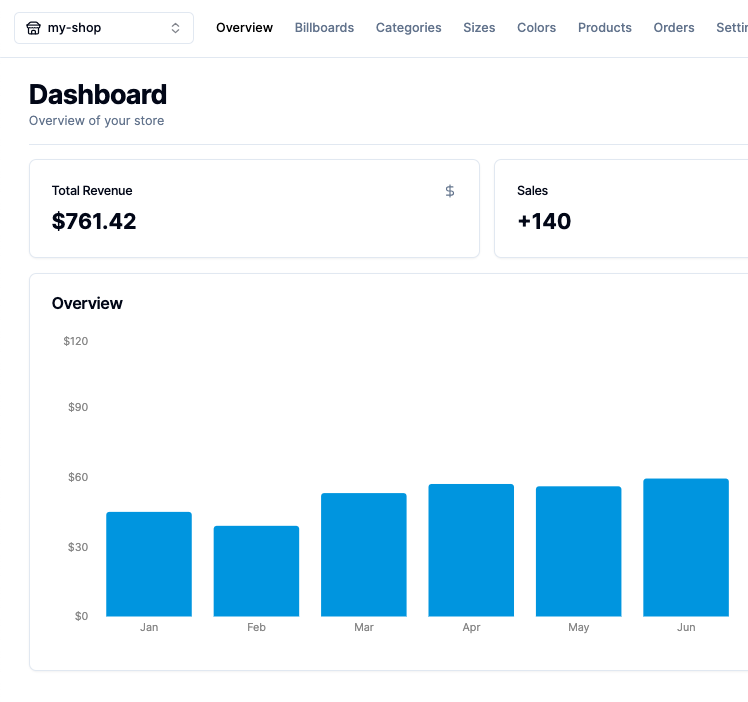 my-shop Overview Billboards Categories Sizes Colors Products Orders
Dashboard
Overview of your store
Total Revenue
$761.42
Sales
+140
Overview
$120
$90
$60
$30
$0
Jan Feb Mar Apr May Jun